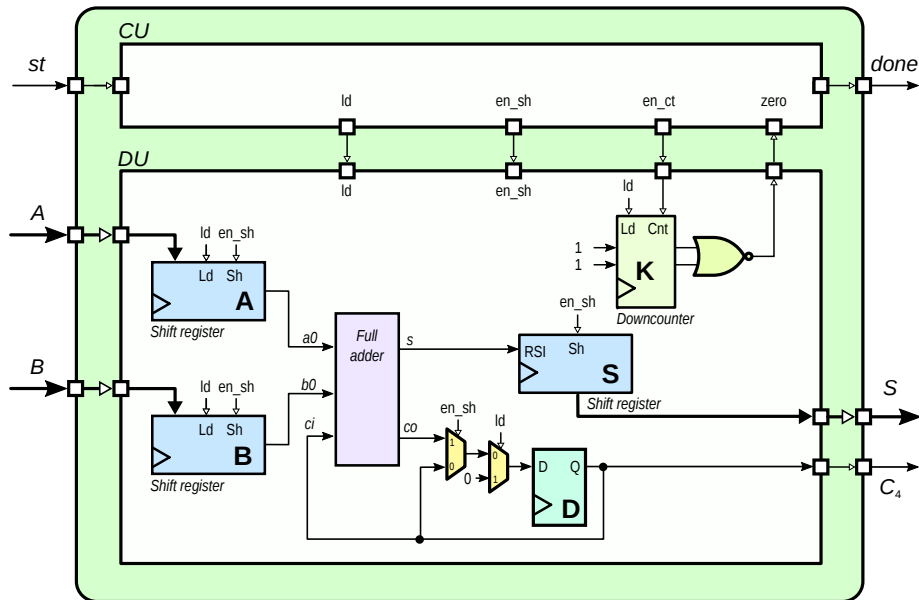 CU
st
done
ld
en_sh
en_ct
zero
DU
ld
en_sh
A
ld
en_sh
Ld
Sh
A
Shift register
ld
Ld
Cnt
1
1
K
Downcounter
a0
Full
adder
s
en_sh
RSI
Sh
S
Shift register
B
ld
en_sh
Ld
Sh
B
Shift register
b0
ci
co
en_sh
1
0
ld
0
1
0
D
Q
D
S
C4